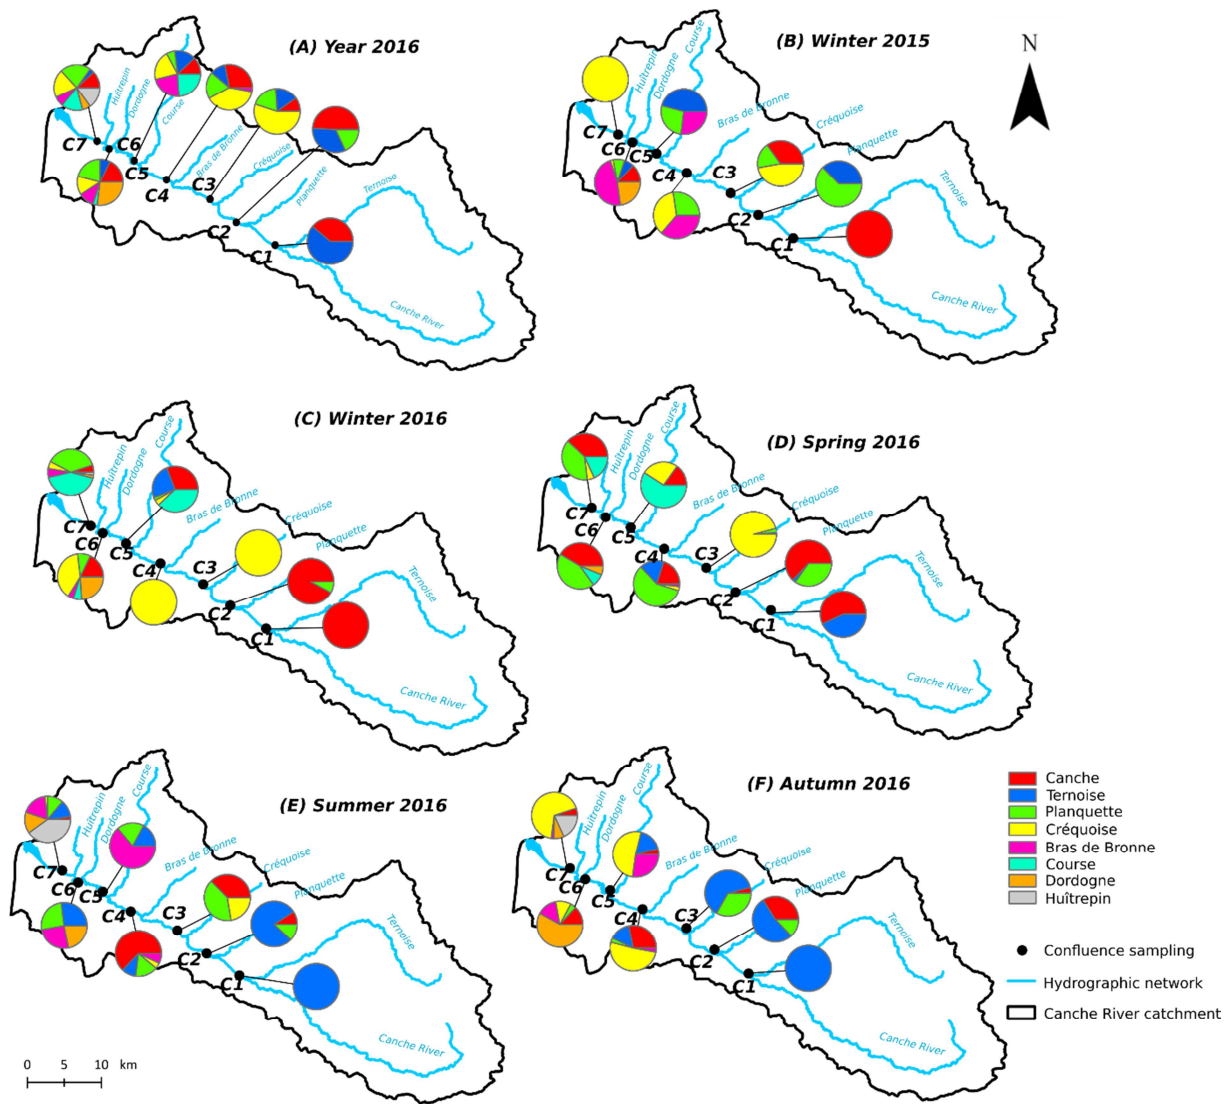 (A) Year 2016
Huîtrepin
Dordogne
Course
Bras de Bronne
Créquoise
Planquette
Ternoise
Canche River
C7
C6
C5
C4
C3
C2
C1
(B) Winter 2015
N
Huîtrepin
Dordogne
Course
Bras de Bronne
Créquoise
Planquette
Ternoise
Canche River
C7
C6
C5
C4
C3
C2
C1
(C) Winter 2016
Huîtrepin
Dordogne
Course
Bras de Bronne
Créquoise
Planquette
Ternoise
Canche River
C7
C6
C5
C4
C3
C2
C1
(D) Spring 2016
Huîtrepin
Dordogne
Course
Bras de Bronne
Créquoise
Planquette
Ternoise
Canche River
C7
C6
C5
C4
C3
C2
C1
(E) Summer 2016
Huîtrepin
Dordogne
Course
Bras de Bronne
Créquoise
Planquette
Ternoise
Canche River
C7
C6
C5
C4
C3
C2
C1
0 5 10 km
(F) Autumn 2016
Huîtrepin
Dordogne
Course
Bras de Bronne
Créquoise
Planquette
Ternoise
Canche River
C7
C6
C5
C4
C3
C2
C1
Canche
Ternoise
Planquette
Créquoise
Bras de Bronne
Course
Dordogne
Huîtrepin
Confluence sampling
Hydrographic network
Canche River catchment